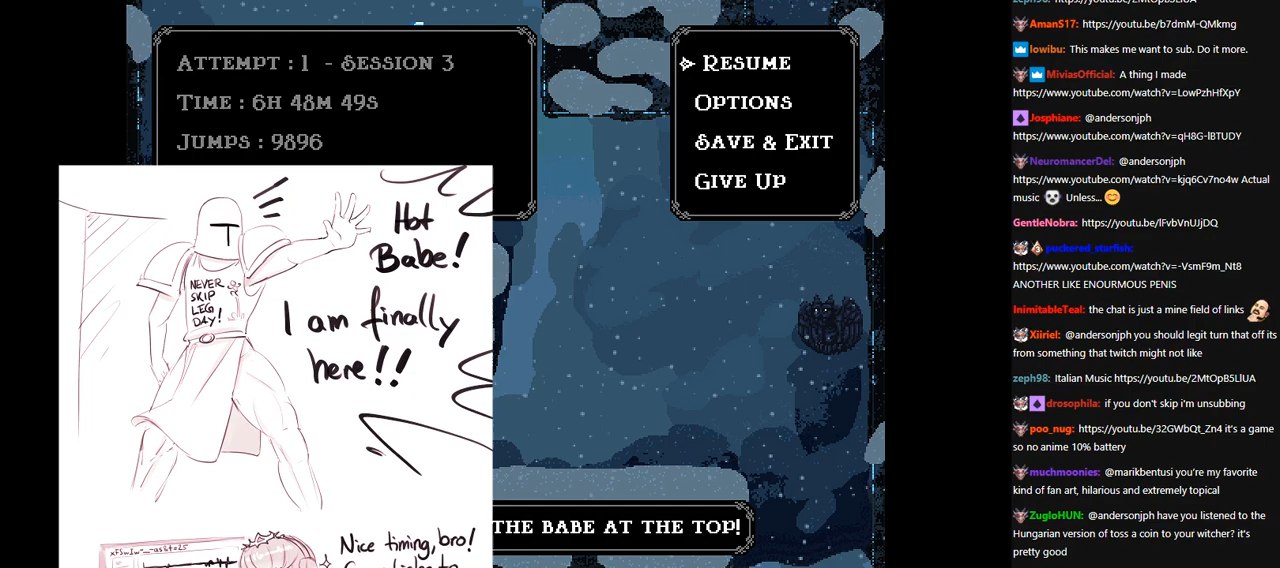 Attempt : 1 - Session 3
Time : 6h 48m 49s
Jumps : 9896
Resume
Options
Save & Exit
Give Up
Hot
Babe!
I am finally
here!!
NEVER
SKIP
LEG
DAY!
Nice timing, bro!
THE BABE AT THE TOP!
AmanS17: https://youtu.be/b7dmM-QMkmg
lowibu: This makes me want to sub. Do it more.
MiviasOfficial: A thing I made
https://www.youtube.com/watch?v=LowPzhHfXpY
Josphiane: @andersonjph
https://www.youtube.com/watch?v=qH8G-lBTUDY
NeuromancerDel: @andersonjph
https://www.youtube.com/watch?v=kjq6Cv7no4w Actual
music Unless...
GentleNobra: https://youtu.be/lFvbVnUJjDQ
puckered_starfish:
https://www.youtube.com/watch?v=-VsmF9m_Nt8
ANOTHER LIKE ENOURMOUS PENIS
InimitableTeal: the chat is just a mine field of links
Xiiriel: @andersonjph you should legit turn that off its
from something that twitch might not like
zeph98: Italian Music https://youtu.be/2MtOpB5LlUA
drosophila: if you don't skip i'm unsubbing
poo_nug: https://youtu.be/32GWbQt_Zn4 it's a game
so no anime 10% battery
muchmoonies: @marikbentusi you're my favorite
kind of fan art, hilarious and extremely topical
ZugloHUN: @andersonjph have you listened to the
Hungarian version of toss a coin to your witcher? it's
pretty good